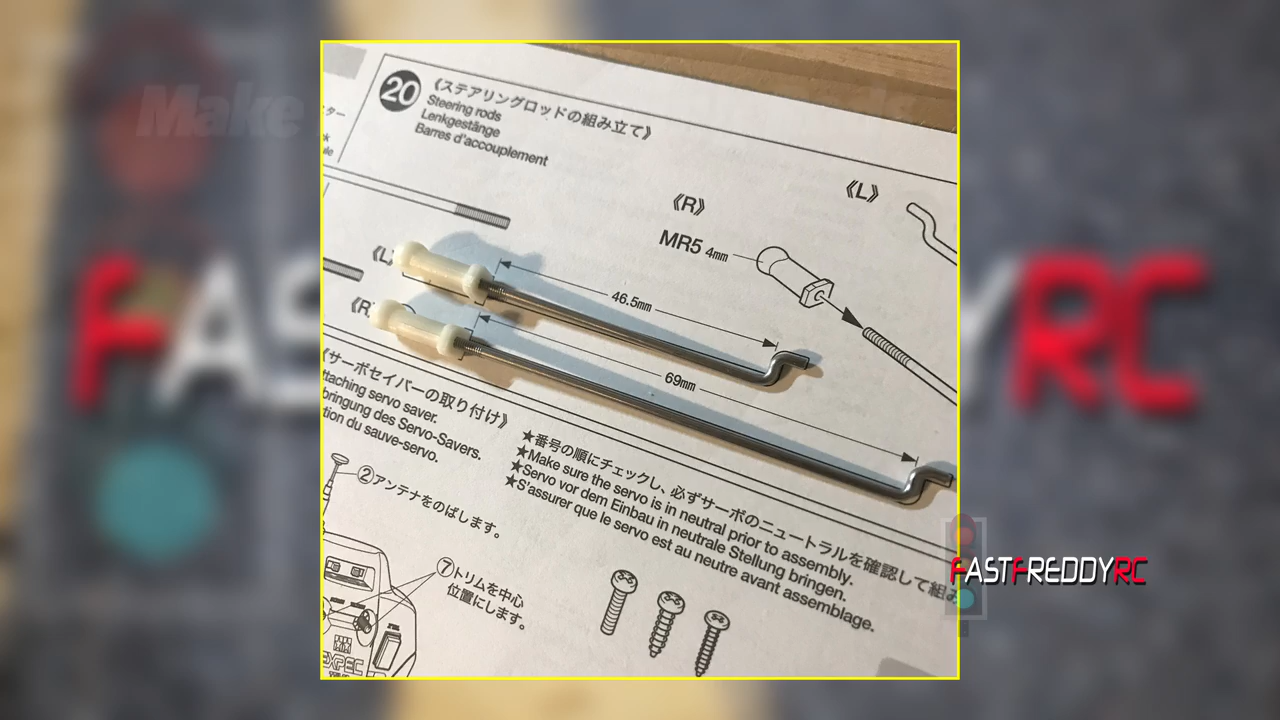 Make
20
《ステアリングロッドの組み立て》
Steering rods
Lenkgestänge
Barres d'accouplement
《R》
《L》
MR5 4mm
46.5mm
69mm
サーボセイバーの取り付け》
ttaching servo saver.
bringung des Servo-Savers.
tion du sauve-servo.
★番号の順にチェックし、必ずサーボのニュートラルを確認して組み
★Make sure the servo is in neutral prior to assembly.
★Servo vor dem Einbau in neutrale Stellung bringen.
★S'assurer que le servo est au neutre avant assemblage.
②アンテナをのばします。
⑦トリムを中心
位置にします。
EXPEC
FASTFREDDYRC